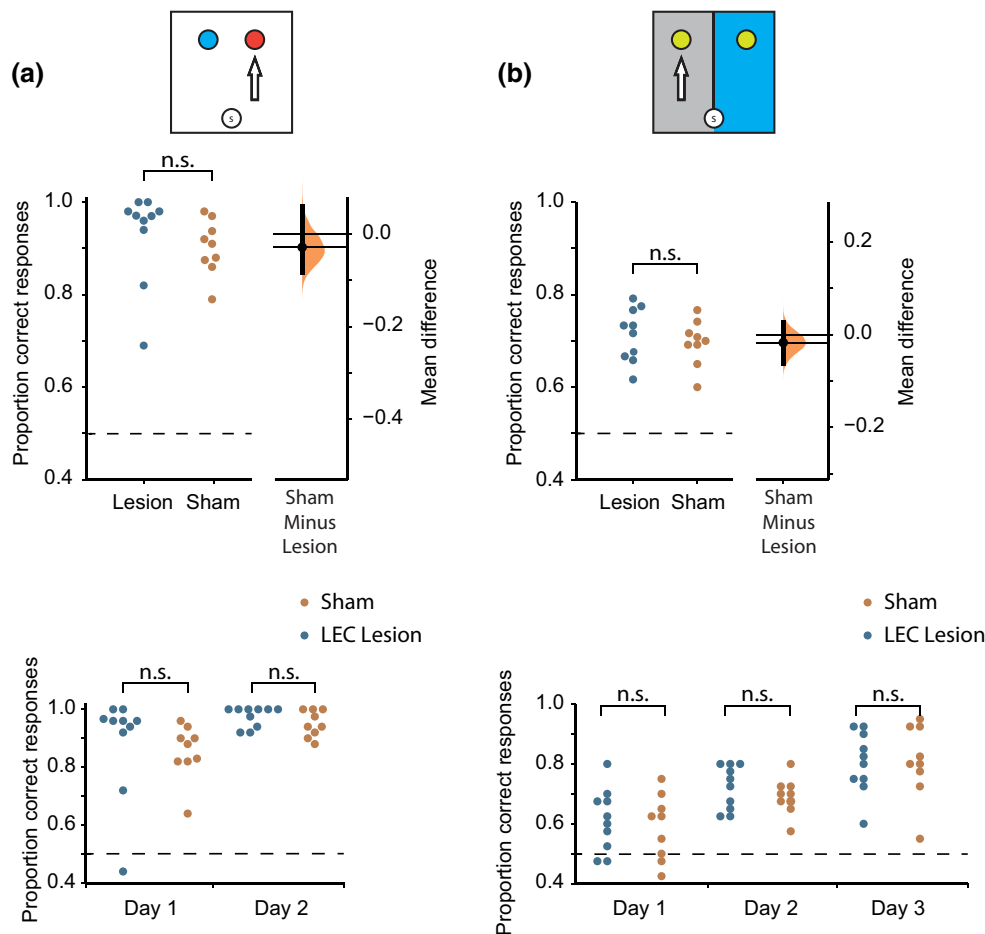 (a)
s
n.s.
1.0
0.8
0.6
0.4
Proportion correct responses
Lesion Sham
0.0
−0.2
−0.4
Mean difference
Sham
Minus
Lesion
Sham
LEC Lesion
n.s. n.s.
1.0
0.8
0.6
0.4
Proportion correct responses
Day 1 Day 2
(b)
s
n.s.
1.0
0.8
0.6
0.4
Proportion correct responses
Lesion Sham
0.2
0.0
−0.2
Mean difference
Sham
Minus
Lesion
Sham
LEC Lesion
n.s. n.s. n.s.
1.0
0.8
0.6
0.4
Proportion correct responses
Day 1 Day 2 Day 3